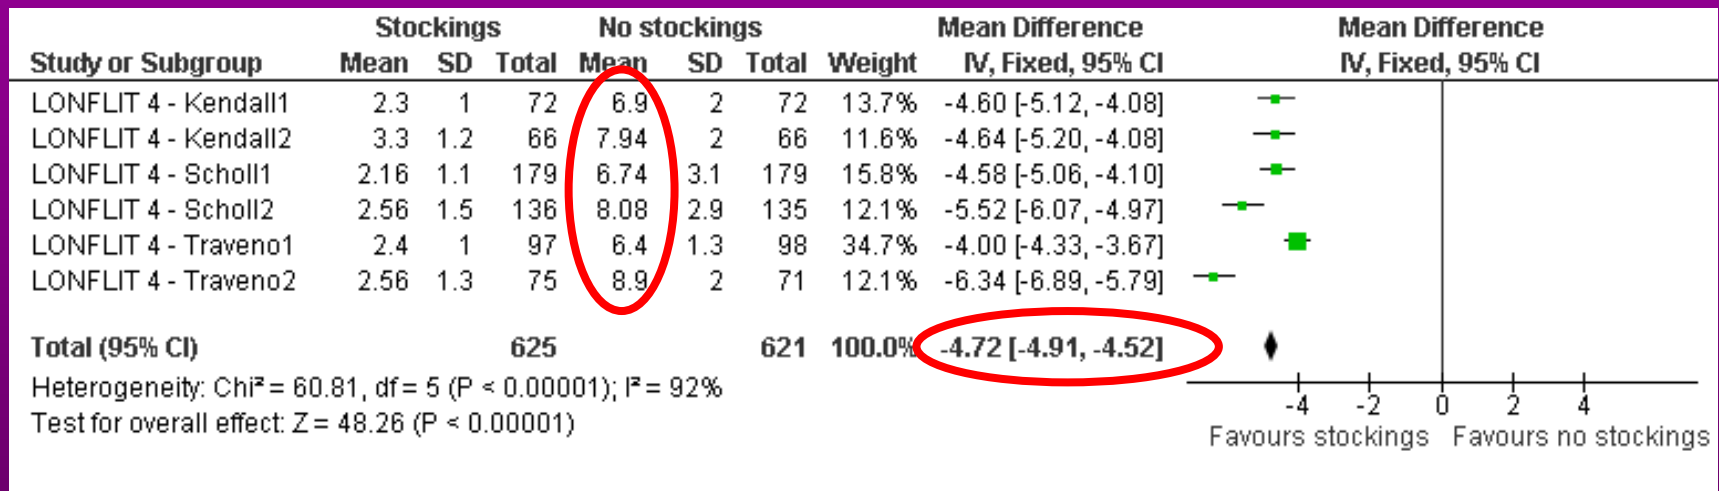 Stockings No stockings Mean Difference Mean Difference
Study or Subgroup Mean SD Total Mean SD Total Weight IV, Fixed, 95% CI IV, Fixed, 95% CI
LONFLIT 4 - Kendall1 2.3 1 72 6.9 2 72 13.7% -4.60 [-5.12, -4.08]
LONFLIT 4 - Kendall2 3.3 1.2 66 7.94 2 66 11.6% -4.64 [-5.20, -4.08]
LONFLIT 4 - Scholl1 2.16 1.1 179 6.74 3.1 179 15.8% -4.58 [-5.06, -4.10]
LONFLIT 4 - Scholl2 2.56 1.5 136 8.08 2.9 135 12.1% -5.52 [-6.07, -4.97]
LONFLIT 4 - Traveno1 2.4 1 97 6.4 1.3 98 34.7% -4.00 [-4.33, -3.67]
LONFLIT 4 - Traveno2 2.56 1.3 75 8.9 2 71 12.1% -6.34 [-6.89, -5.79]
Total (95% CI) 625 621 100.0% -4.72 [-4.91, -4.52]
Heterogeneity: Chi² = 60.81, df = 5 (P < 0.00001); I² = 92%
Test for overall effect: Z = 48.26 (P < 0.00001)
-4 -2 0 2 4
Favours stockings Favours no stockings